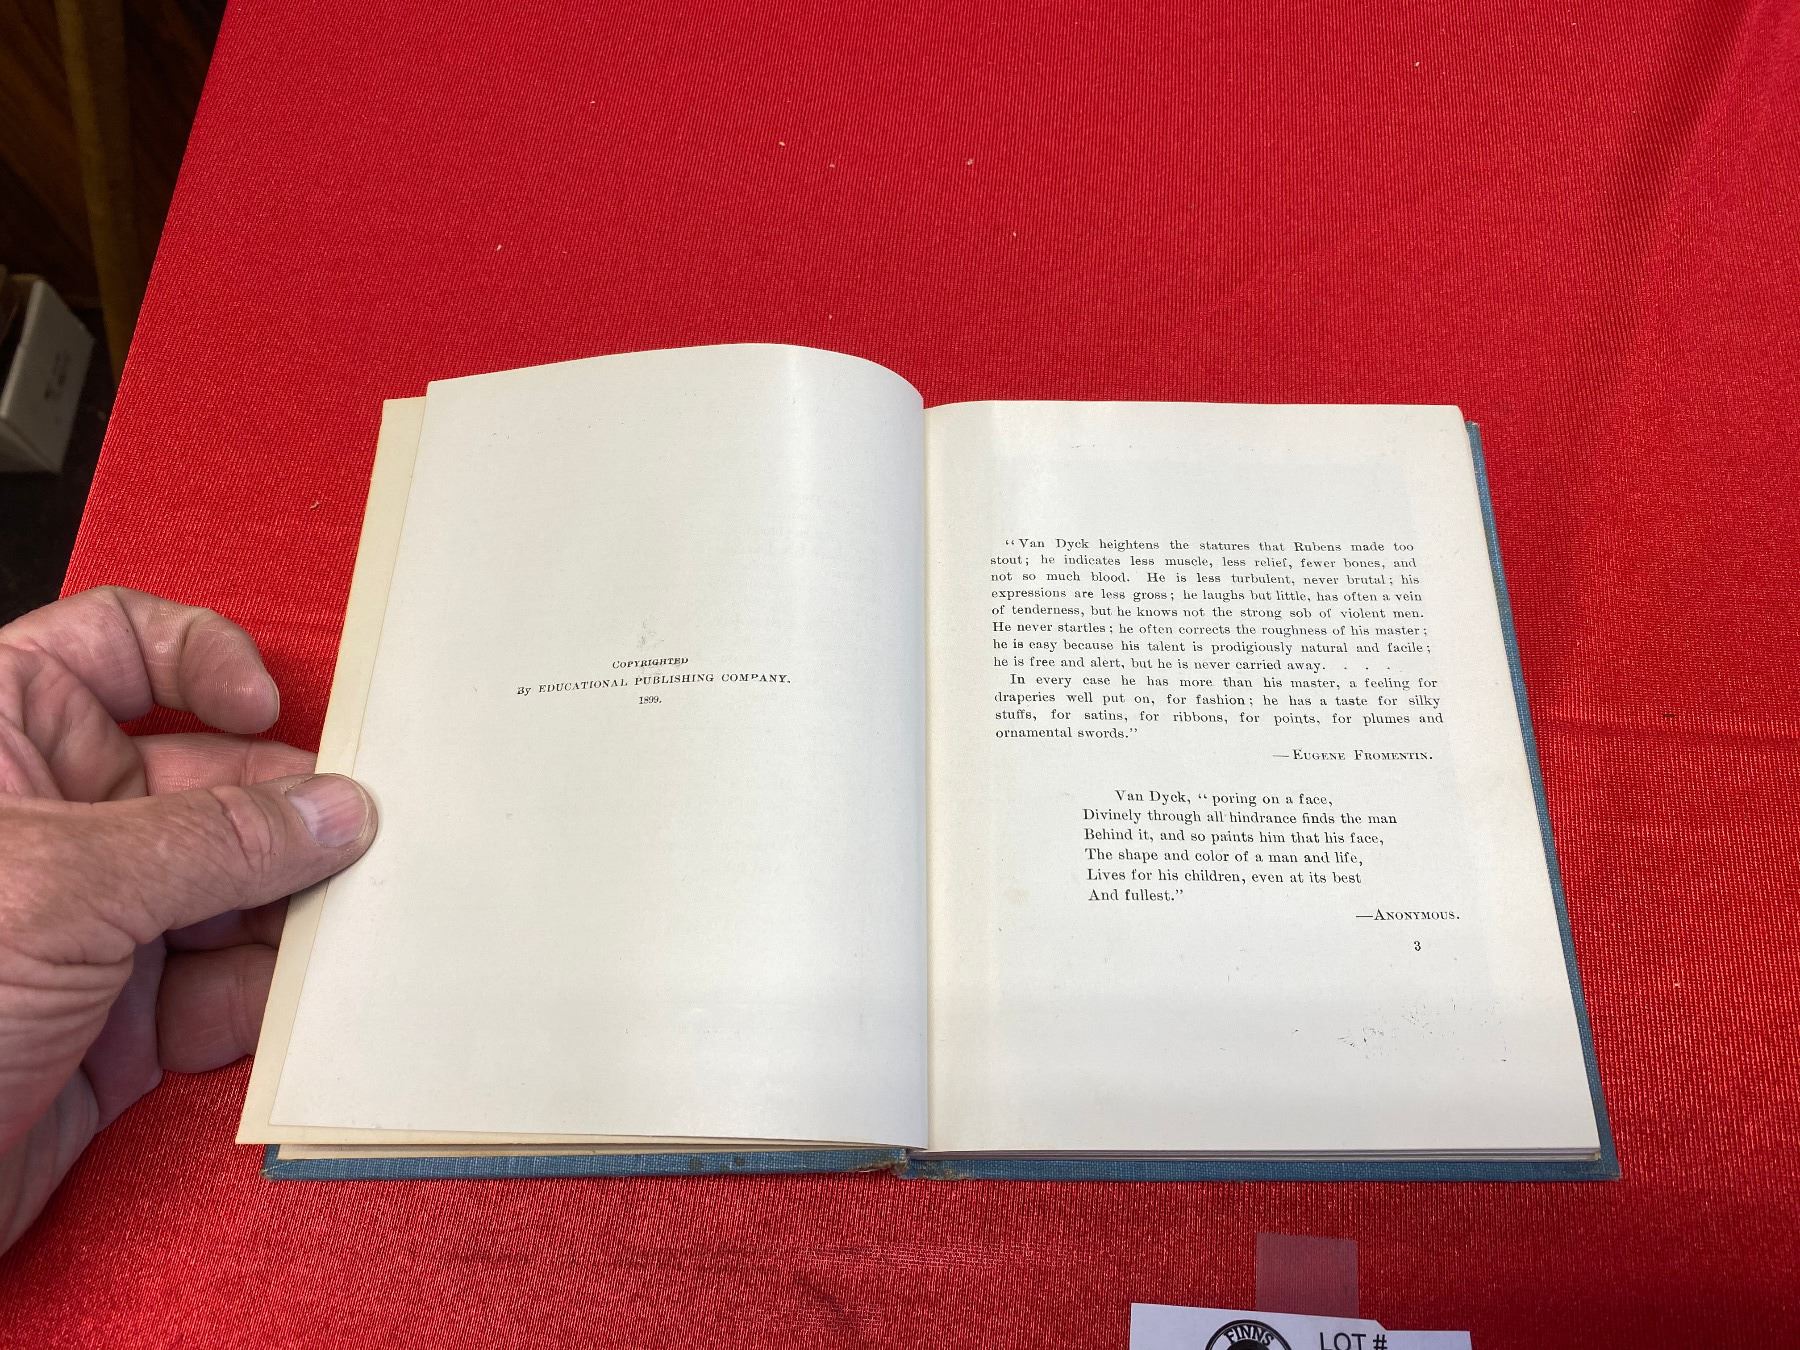 COPYRIGHTED
By EDUCATIONAL PUBLISHING COMPANY.
1899.
“Van Dyck heightens the statures that Rubens made too
stout; he indicates less muscle, less relief, fewer bones, and
not so much blood. He is less turbulent, never brutal; his
expressions are less gross; he laughs but little, has often a vein
of tenderness, but he knows not the strong sob of violent men.
He never startles; he often corrects the roughness of his master;
he is easy because his talent is prodigiously natural and facile;
he is free and alert, but he is never carried away. . . . .
In every case he has more than his master, a feeling for
draperies well put on, for fashion; he has a taste for silky
stuffs, for satins, for ribbons, for points, for plumes and
ornamental swords.”
—EUGENE FROMENTIN.
Van Dyck, “poring on a face,
Divinely through all hindrance finds the man
Behind it, and so paints him that his face,
The shape and color of a man and life,
Lives for his children, even at its best
And fullest.”
—ANONYMOUS.
3
FINNS
LOT #